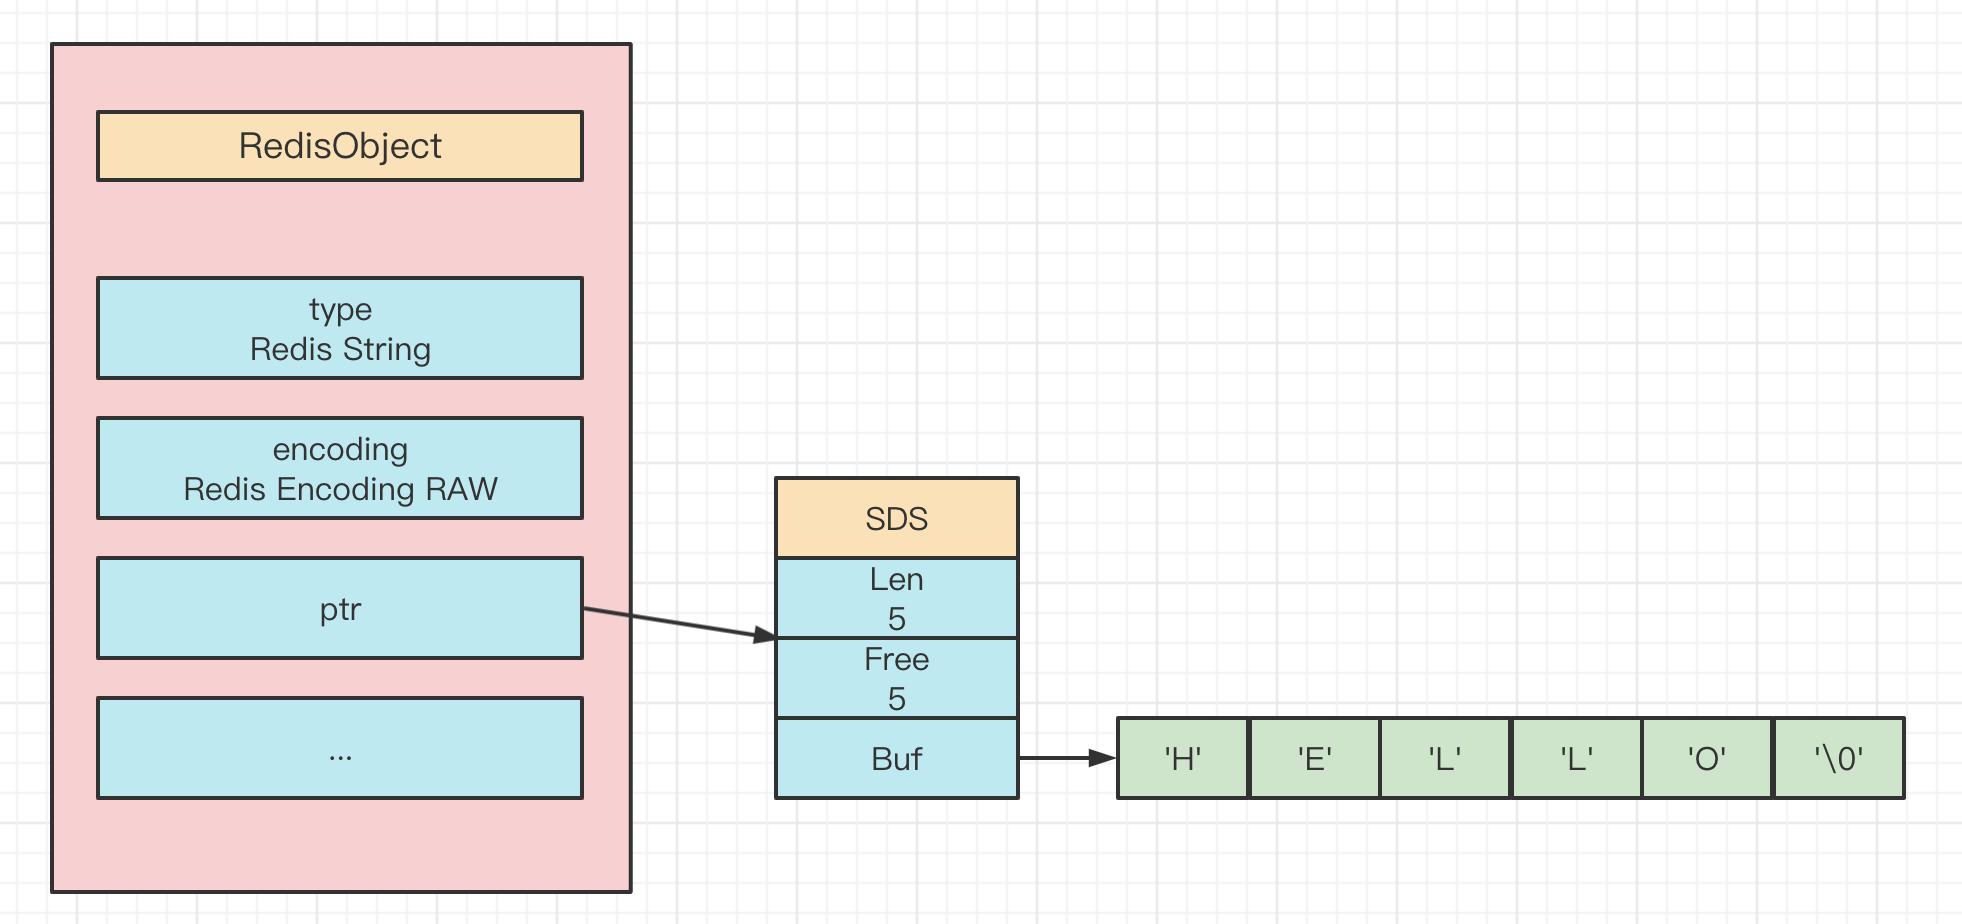 RedisObject
type
Redis String
encoding
Redis Encoding RAW
ptr
...
SDS
Len
5
Free
5
Buf
'H' 'E' 'L' 'L' 'O' '\0'